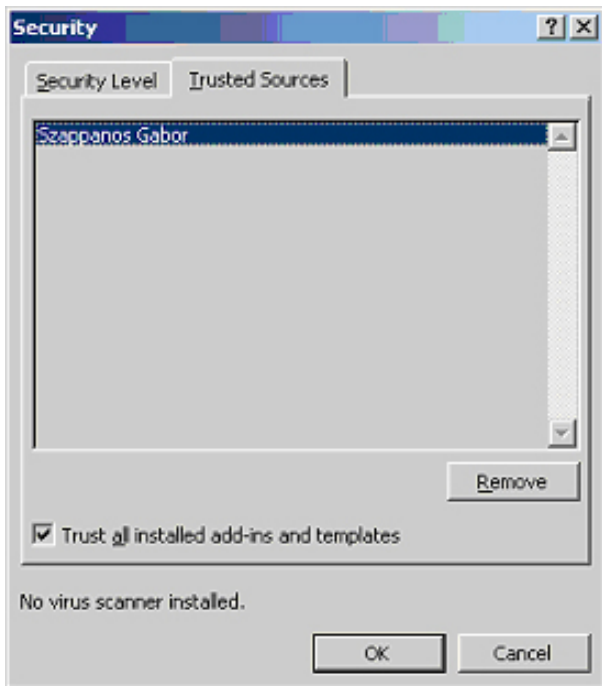 Security
Security Level
Trusted Sources
Szappanos Gabor
Remove
Trust all installed add-ins and templates
No virus scanner installed.
OK
Cancel